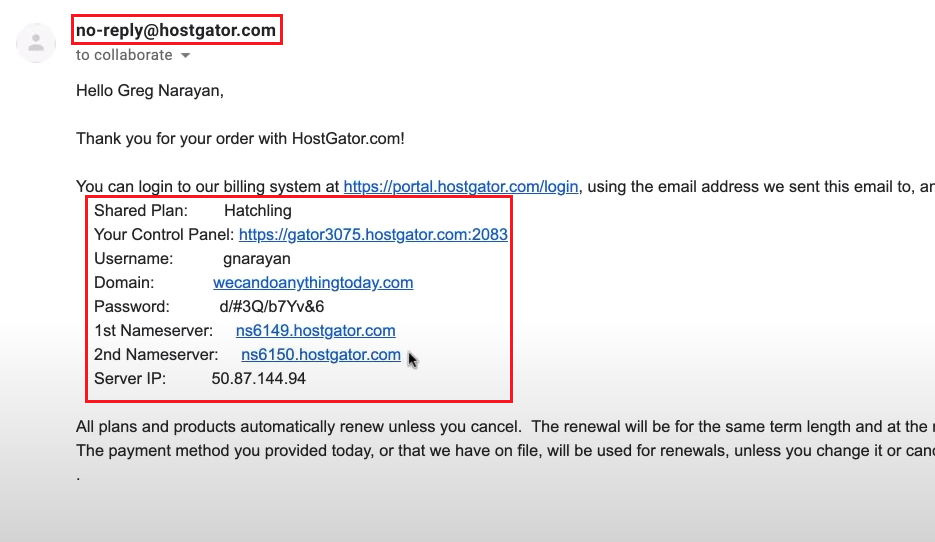 no-reply@hostgator.com
to collaborate
Hello Greg Narayan,
Thank you for your order with HostGator.com!
You can login to our billing system at https://portal.hostgator.com/login, using the email address we sent this email to,
Shared Plan: Hatchling
Your Control Panel: https://gator3075.hostgator.com:2083
Username: gnarayan
Domain: wecandoanythingtoday.com
Password: d/#3Q/b7Yv&6
1st Nameserver: ns6149.hostgator.com
2nd Nameserver: ns6150.hostgator.com
Server IP: 50.87.144.94
All plans and products automatically renew unless you cancel. The renewal will be for the same term length and at the
The payment method you provided today, or that we have on file, will be used for renewals, unless you change it or
.